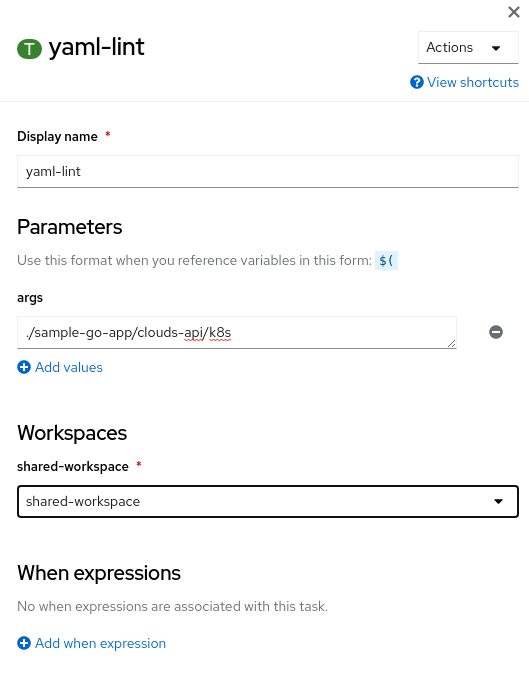 T yaml-lint
Actions
View shortcuts
Display name *
yaml-lint
Parameters
Use this format when you reference variables in this form: $(
args
./sample-go-app/clouds-api/k8s
Add values
Workspaces
shared-workspace *
shared-workspace
When expressions
No when expressions are associated with this task.
Add when expression